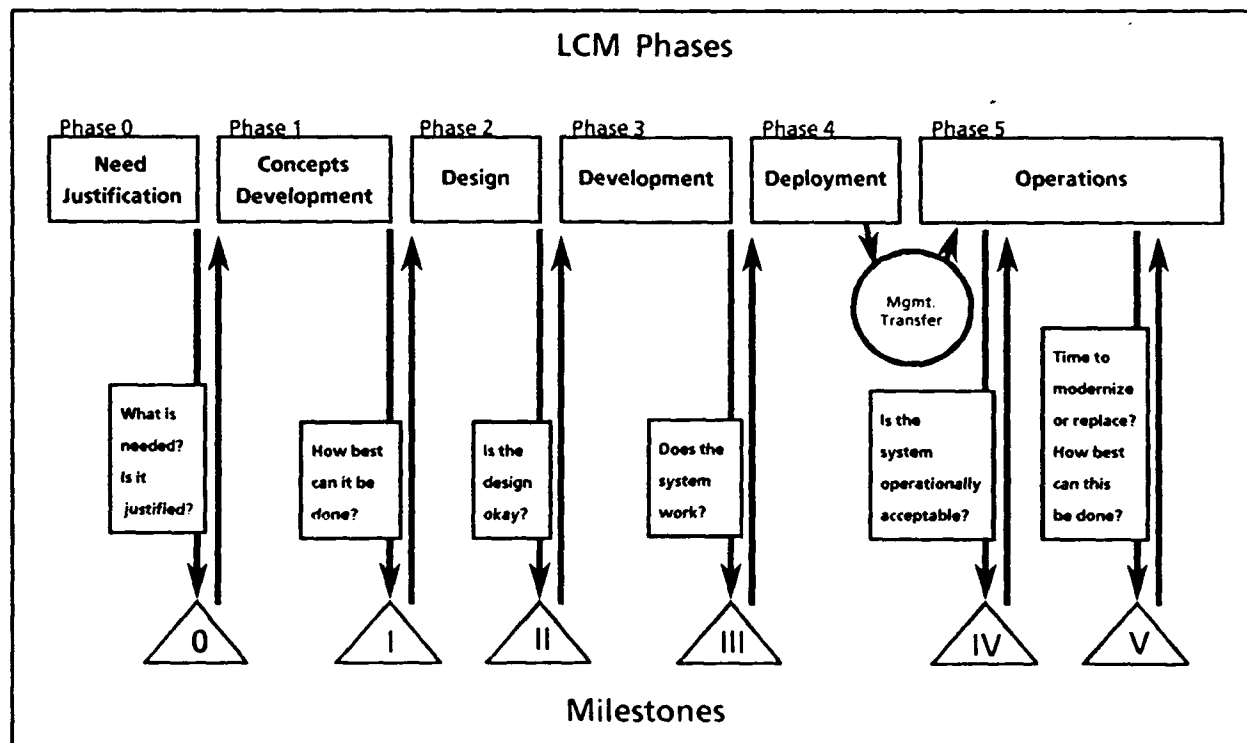 LCM Phases
Phase 0
Need
Justification
Phase 1
Concepts
Development
Phase 2
Design
Phase 3
Development
Phase 4
Deployment
Phase 5
Operations
Mgmt.
Transfer
What is
needed?
Is it
justified?
How best
can it be
done?
Is the
design
okay?
Does the
system
work?
Is the
system
operationally
acceptable?
Time to
modernize
or replace?
How best
can this
be done?
0
I
II
III
IV
V
Milestones